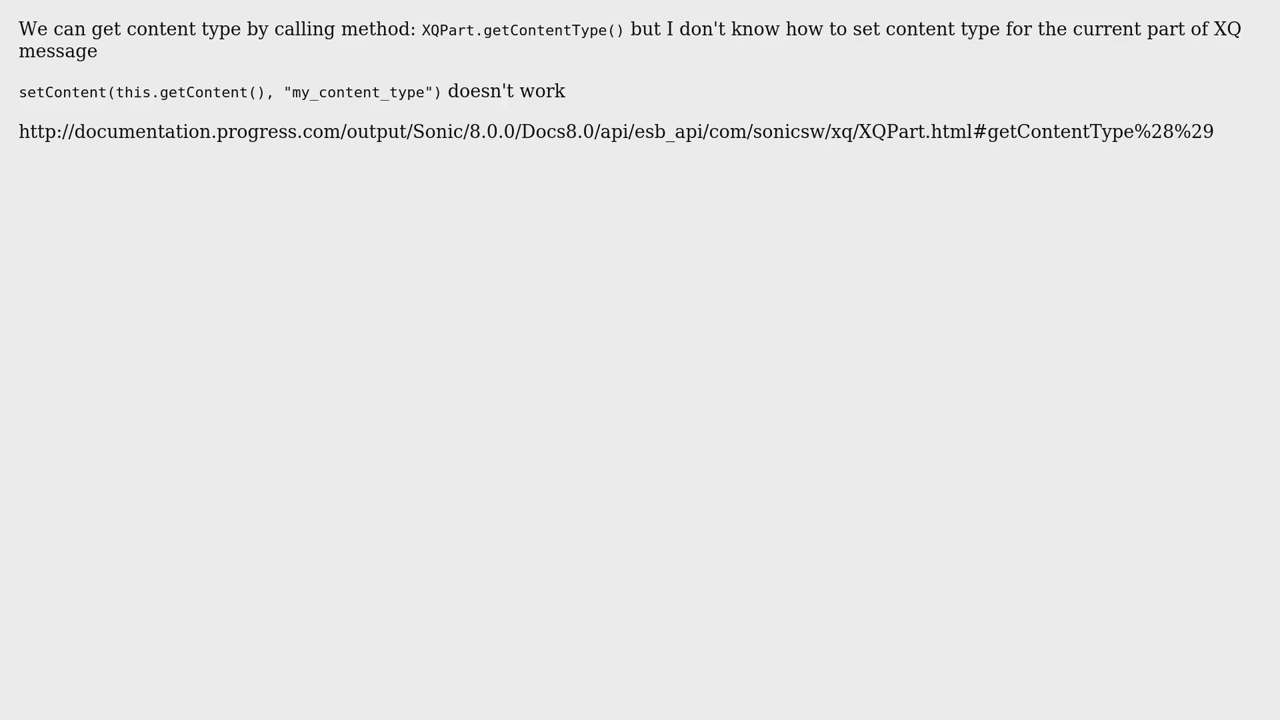 We can get content type by calling method: XQPart.getContentType() but I don't know how to set content type for the current part of XQ
message
setContent(this.getContent(), "my_content_type") doesn't work
http://documentation.progress.com/output/Sonic/8.0.0/Docs8.0/api/esb_api/com/sonicsw/xq/XQPart.html#getContentType%28%29